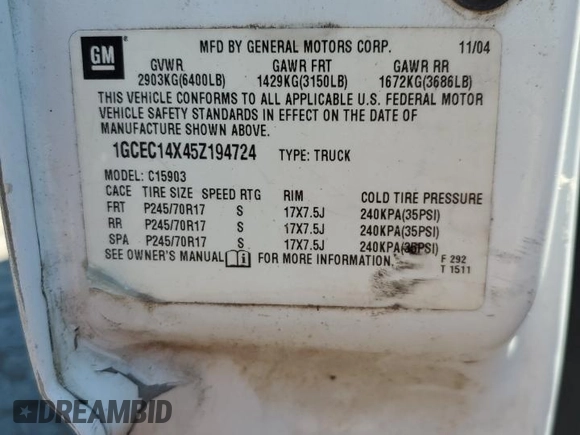 GM
MFD BY GENERAL MOTORS CORP. 11/04
GVWR GAWR FRT GAWR RR
2903KG(6400LB) 1429KG(3150LB) 1672KG(3686LB)
THIS VEHICLE CONFORMS TO ALL APPLICABLE U.S. FEDERAL MOTOR
VEHICLE SAFETY STANDARDS IN EFFECT ON THE DATE OF
MANUFACTURE SHOWN ABOVE.
1GCEC14X45Z194724 TYPE: TRUCK
MODEL: C15903
CACE TIRE SIZE SPEED RTG RIM COLD TIRE PRESSURE
FRT P245/70R17 S 17X7.5J 240KPA(35PSI)
RR P245/70R17 S 17X7.5J 240KPA(35PSI)
SPA P245/70R17 S 17X7.5J 240KPA(35PSI)
SEE OWNER'S MANUAL i FOR MORE INFORMATION. F 292
T 1511
DREAMBID